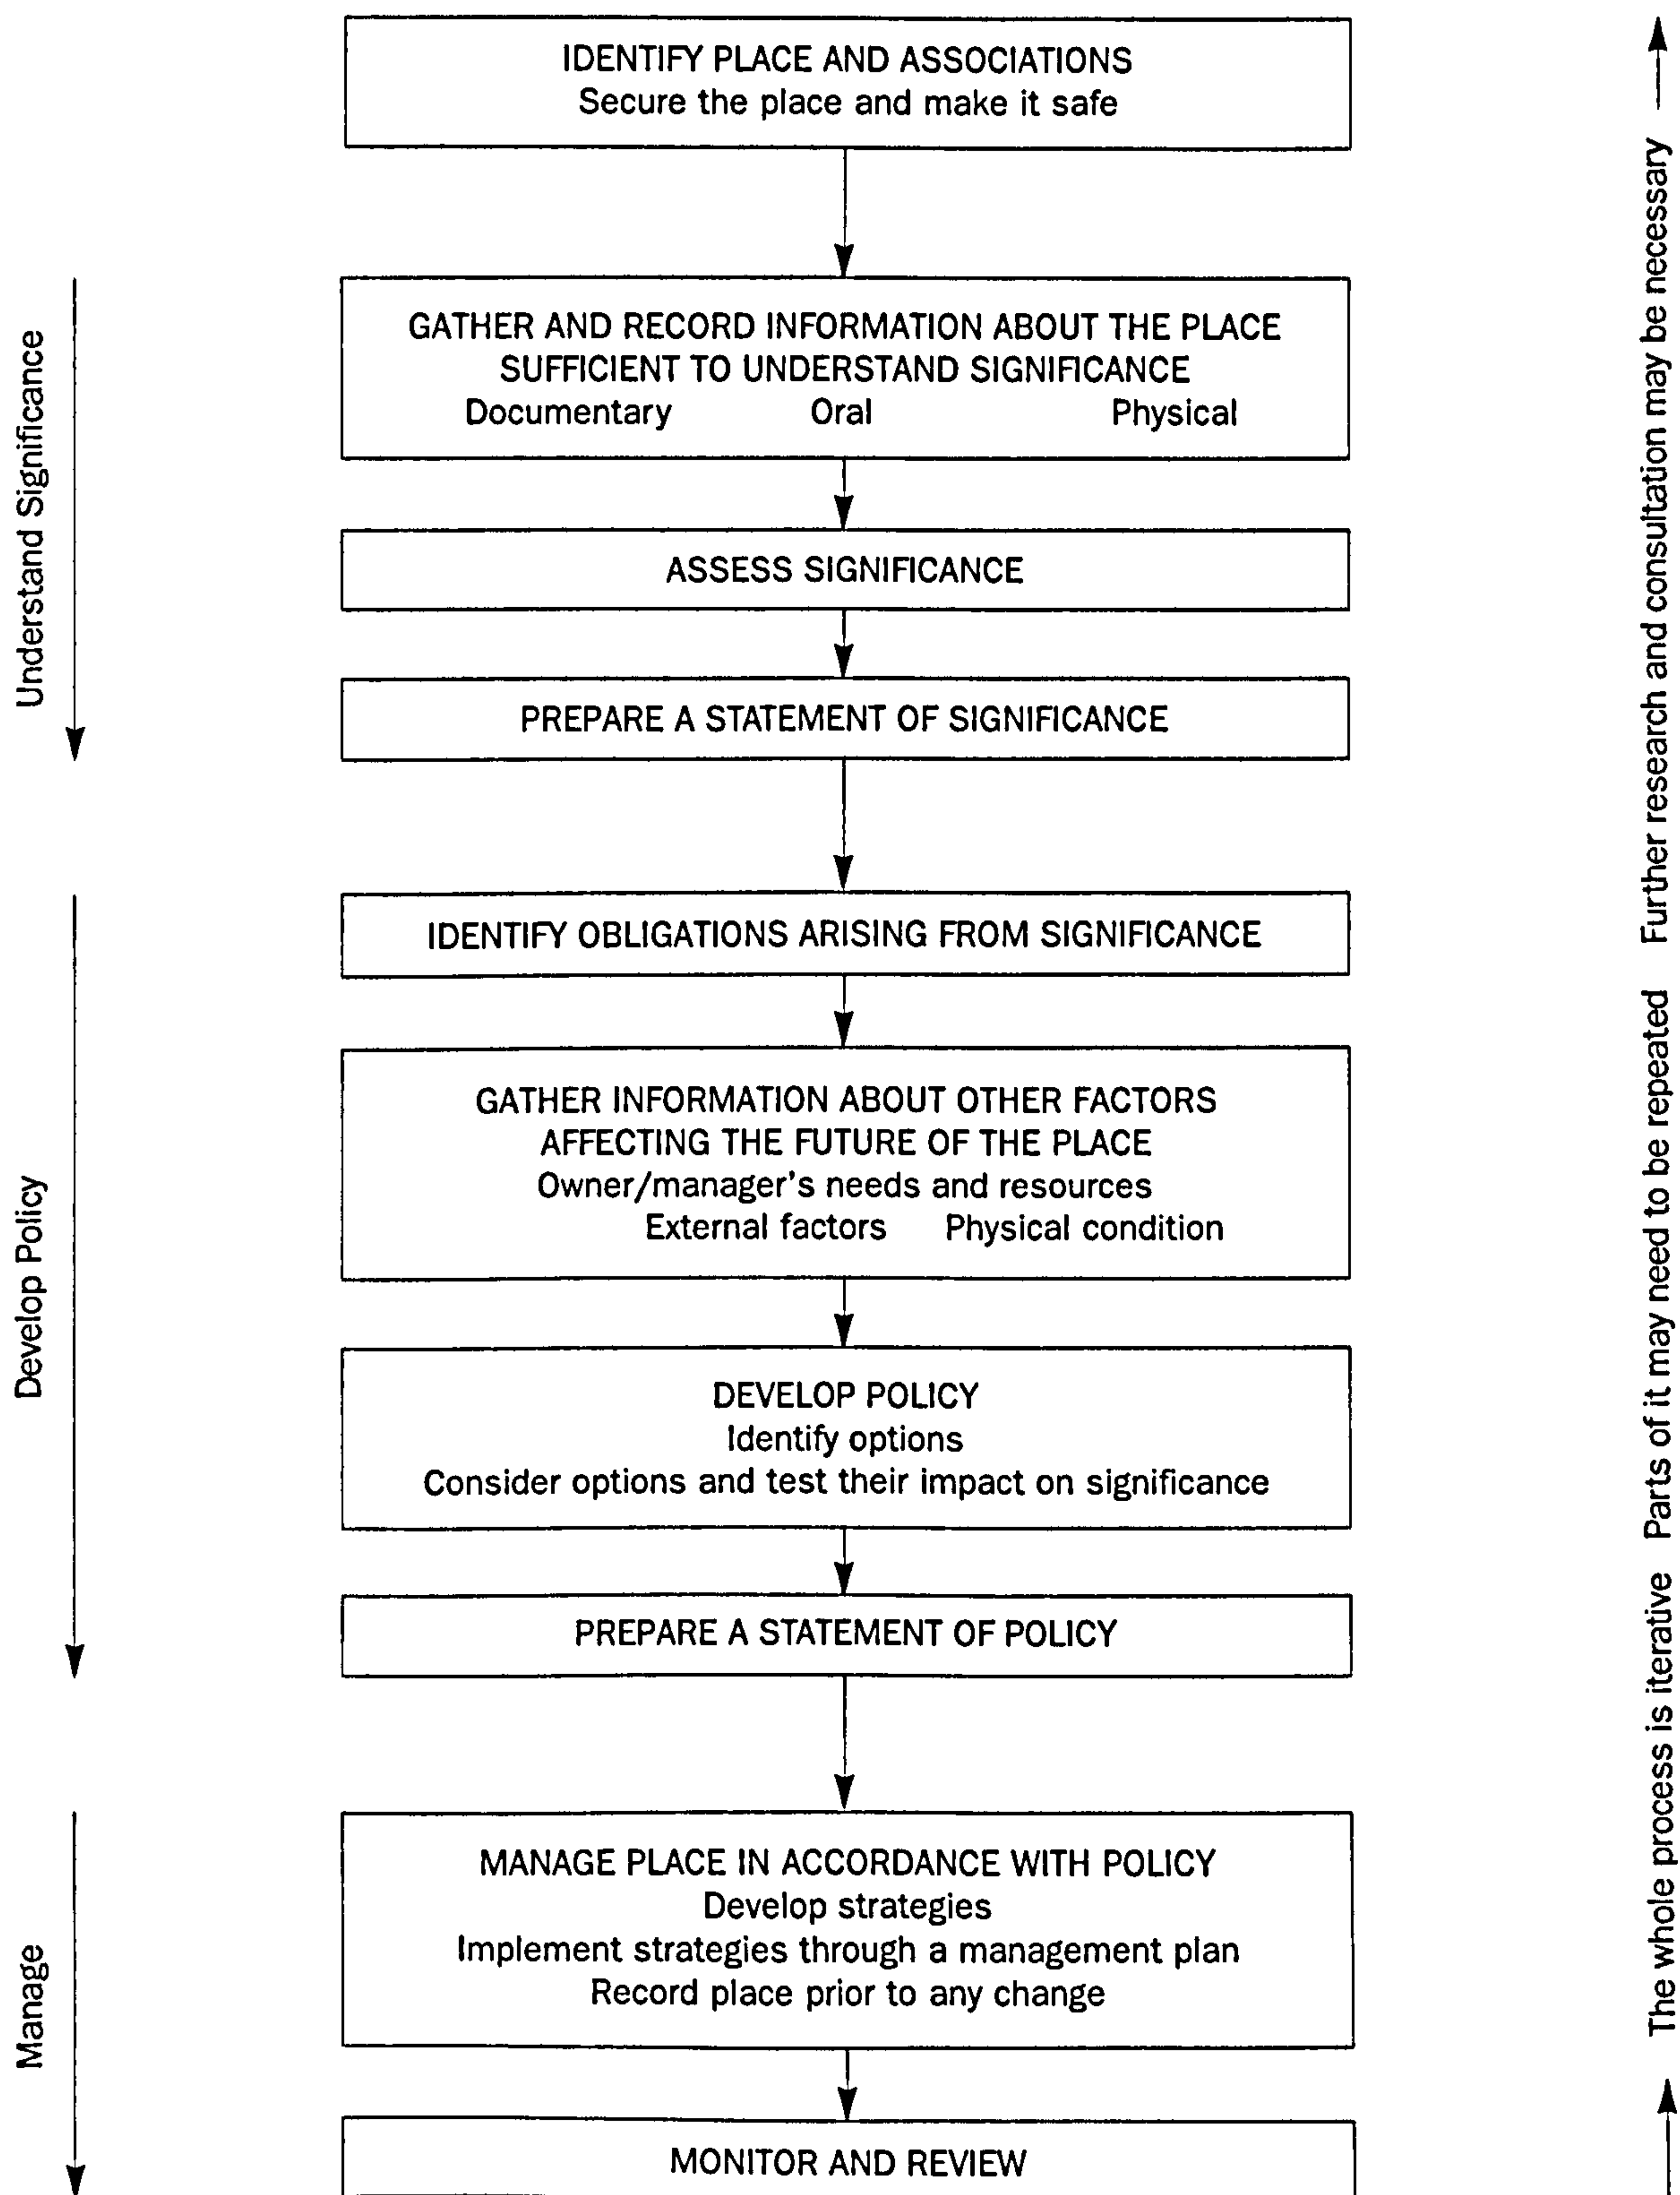 IDENTIFY PLACE AND ASSOCIATIONS
Secure the place and make it safe
Understand Significance
GATHER AND RECORD INFORMATION ABOUT THE PLACE
SUFFICIENT TO UNDERSTAND SIGNIFICANCE
Documentary Oral Physical
ASSESS SIGNIFICANCE
PREPARE A STATEMENT OF SIGNIFICANCE
Develop Policy
IDENTIFY OBLIGATIONS ARISING FROM SIGNIFICANCE
GATHER INFORMATION ABOUT OTHER FACTORS
AFFECTING THE FUTURE OF THE PLACE
Owner/manager's needs and resources
External factors Physical condition
DEVELOP POLICY
Identify options
Consider options and test their impact on significance
PREPARE A STATEMENT OF POLICY
Manage
MANAGE PLACE IN ACCORDANCE WITH POLICY
Develop strategies
Implement strategies through a management plan
Record place prior to any change
MONITOR AND REVIEW
The whole process is iterative Parts of it may need to be repeated Further research and consultation may be necessary